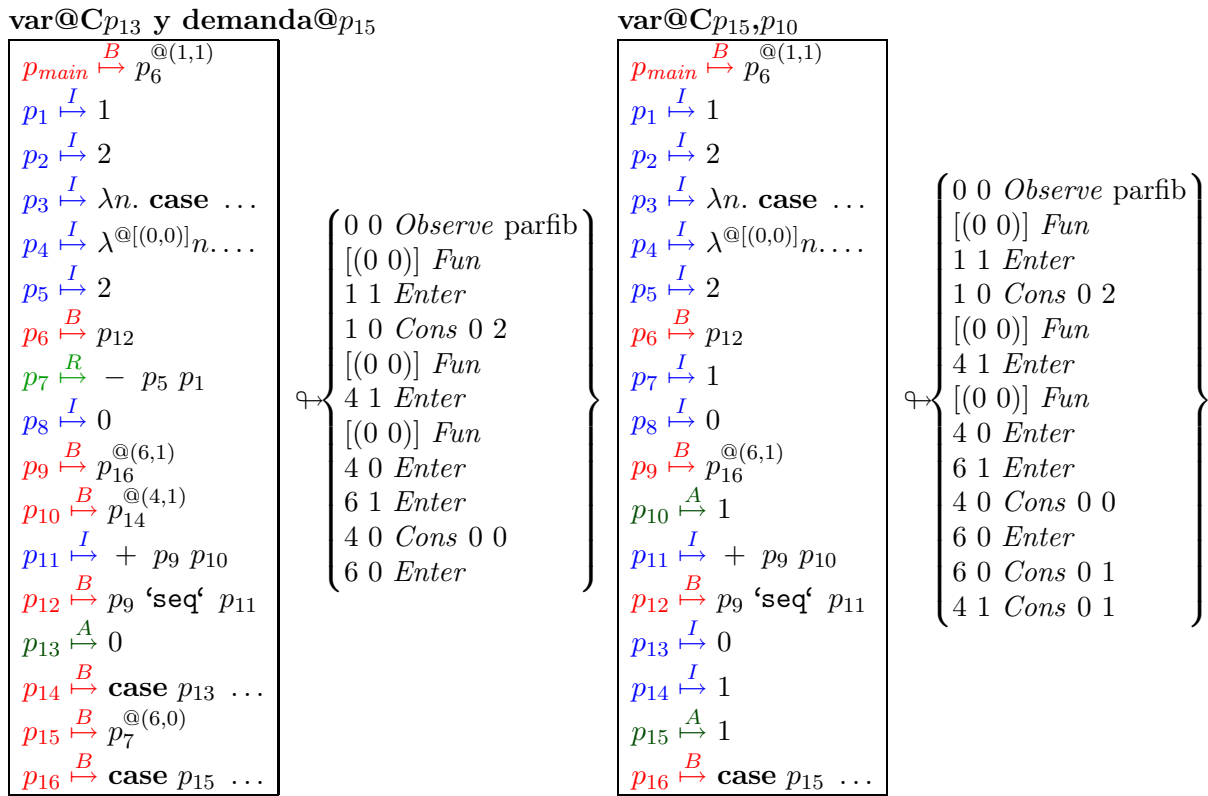 var@Cp₁₃ y demanda@p₁₅
p_main ↦^B p₆^@(1,1)
p₁ ↦^I 1
p₂ ↦^I 2
p₃ ↦^I λn. case …
p₄ ↦^I λ^@[(0,0)]n.…
p₅ ↦^I 2
p₆ ↦^B p₁₂
p₇ ↦^R − p₅ p₁
p₈ ↦^I 0
p₉ ↦^B p₁₆^@(6,1)
p₁₀ ↦^B p₁₄^@(4,1)
p₁₁ ↦^I + p₉ p₁₀
p₁₂ ↦^B p₉ ‘seq‘ p₁₁
p₁₃ ↦^A 0
p₁₄ ↦^B case p₁₃ …
p₁₅ ↦^B p₇^@(6,0)
p₁₆ ↦^B case p₁₅ …
0 0 Observe parfib
[(0 0)] Fun
1 1 Enter
1 0 Cons 0 2
[(0 0)] Fun
4 1 Enter
[(0 0)] Fun
4 0 Enter
6 1 Enter
4 0 Cons 0 0
6 0 Enter
var@Cp₁₅,p₁₀
p_main ↦^B p₆^@(1,1)
p₁ ↦^I 1
p₂ ↦^I 2
p₃ ↦^I λn. case …
p₄ ↦^I λ^@[(0,0)]n.…
p₅ ↦^I 2
p₆ ↦^B p₁₂
p₇ ↦^I 1
p₈ ↦^I 0
p₉ ↦^B p₁₆^@(6,1)
p₁₀ ↦^A 1
p₁₁ ↦^I + p₉ p₁₀
p₁₂ ↦^B p₉ ‘seq‘ p₁₁
p₁₃ ↦^I 0
p₁₄ ↦^I 1
p₁₅ ↦^A 1
p₁₆ ↦^B case p₁₅ …
0 0 Observe parfib
[(0 0)] Fun
1 1 Enter
1 0 Cons 0 2
[(0 0)] Fun
4 1 Enter
[(0 0)] Fun
4 0 Enter
6 1 Enter
4 0 Cons 0 0
6 0 Enter
6 0 Cons 0 1
4 1 Cons 0 1